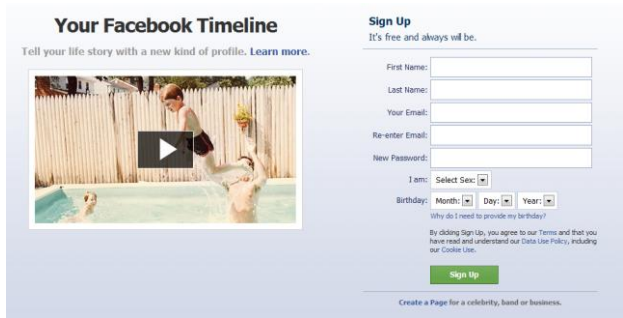 Your Facebook Timeline
Tell your life story with a new kind of profile. Learn more.
Sign Up
It's free and always will be.
First Name:
Last Name:
Your Email:
Re-enter Email:
New Password:
I am: Select Sex:
Birthday: Month: Day: Year:
Why do I need to provide my birthday?
By clicking Sign Up, you agree to our Terms and that you
have read and understand our Data Use Policy, including
our Cookie Use.
Sign Up
Create a Page for a celebrity, band or business.